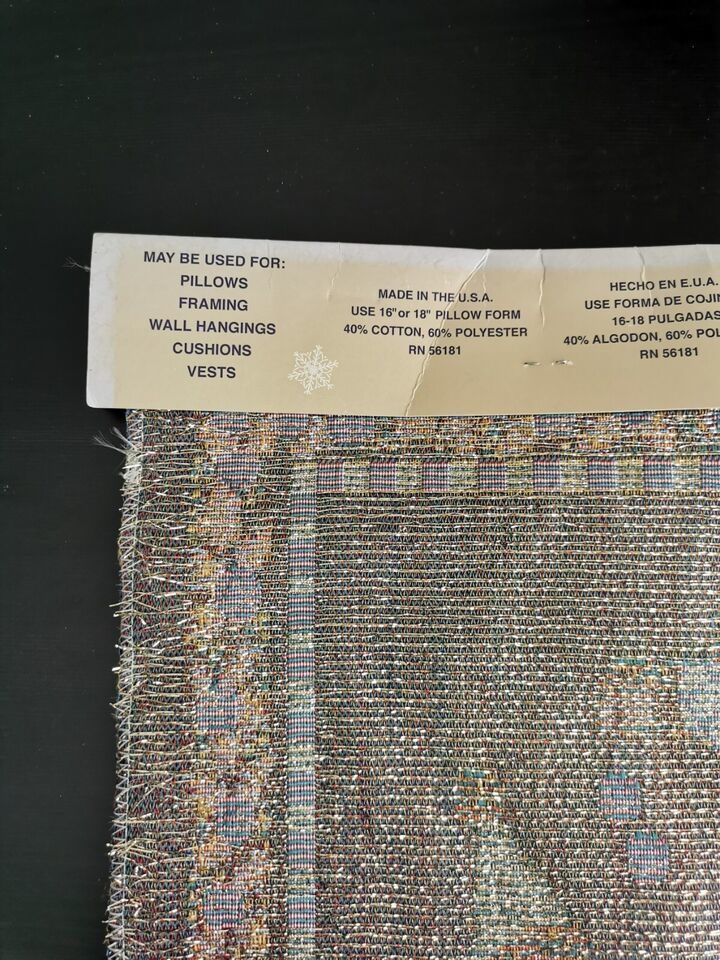 MAY BE USED FOR:
PILLOWS
FRAMING
WALL HANGINGS
CUSHIONS
VESTS
MADE IN THE U.S.A.
USE 16" or 18" PILLOW FORM
40% COTTON, 60% POLYESTER
RN 56181
HECHO EN E.U.A.
USE FORMA DE
16-18 PULGADAS
40% ALGODON, 60%
RN 56181